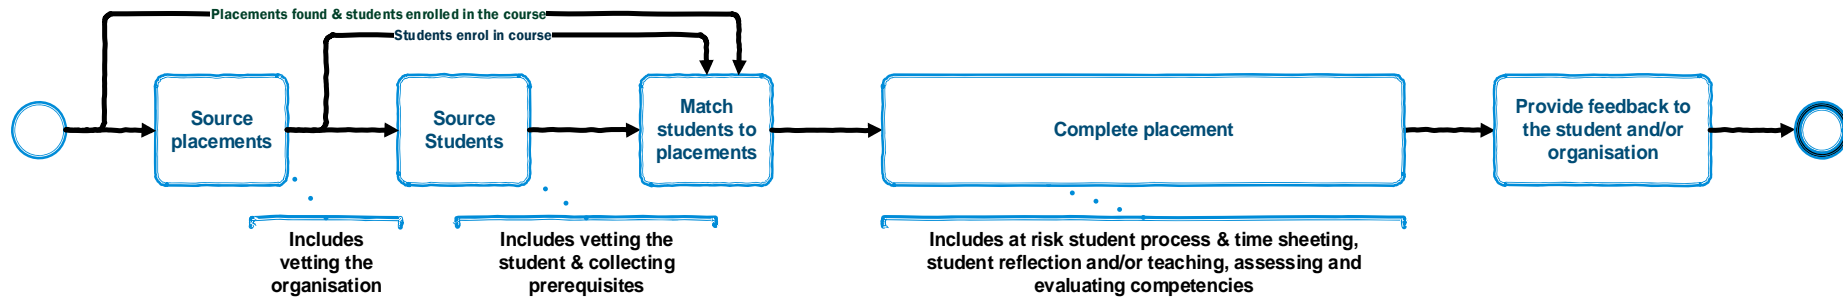 Placements found & students enrolled in the course
Students enrol in course
Source
placements
Source
Students
Match
students to
placements
Complete placement
Provide feedback to
the student and/or
organisation
Includes
vetting the
organisation
Includes vetting the
student & collecting
prerequisites
Includes at risk student process & time sheeting,
student reflection and/or teaching, assessing and
evaluating competencies